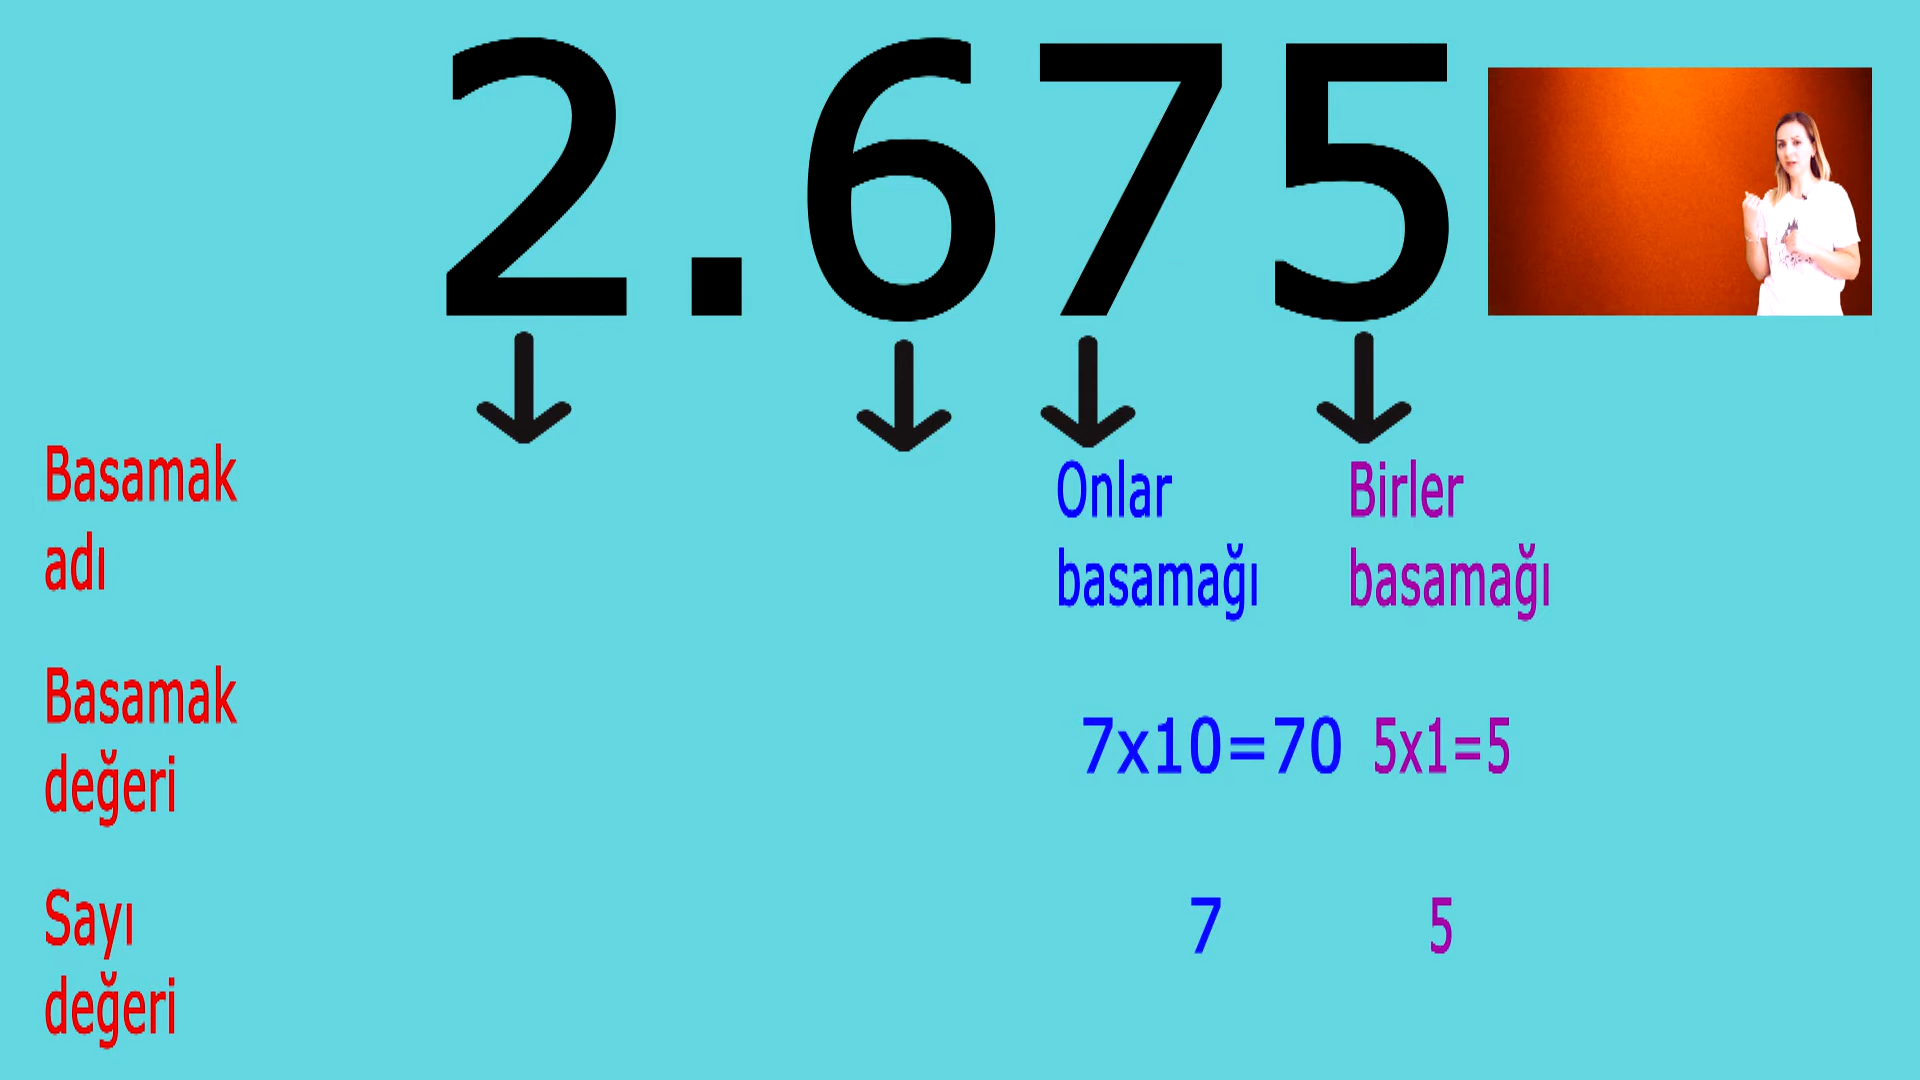 2.675
Basamak
adı
Onlar
basamağı
Birler
basamağı
Basamak
değeri
7x10=70
5x1=5
Sayı
değeri
7
5